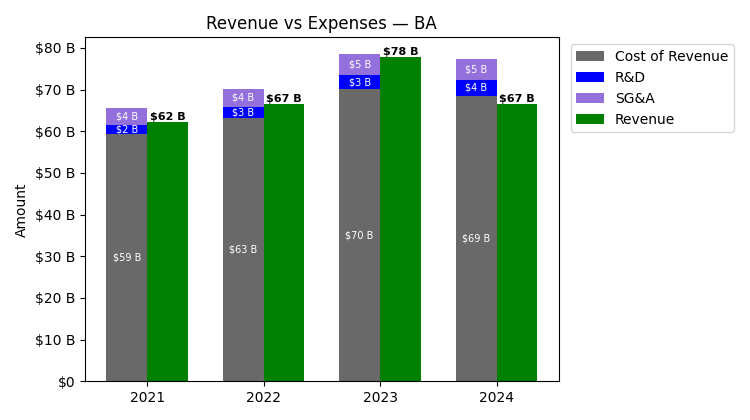 Revenue vs Expenses — BA
Amount
$80 B
$70 B
$60 B
$50 B
$40 B
$30 B
$20 B
$10 B
$0
$4 B
$2 B
$59 B
$62 B
$4 B
$3 B
$63 B
$67 B
$5 B
$3 B
$70 B
$78 B
$5 B
$4 B
$69 B
$67 B
2021
2022
2023
2024
Cost of Revenue
R&D
SG&A
Revenue